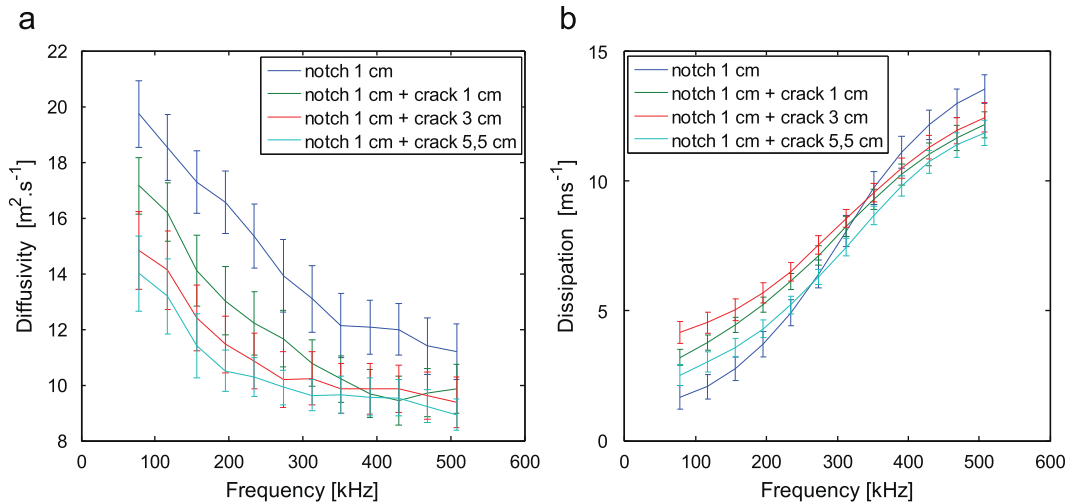 a
22
20
18
16
14
12
10
8
Diffusivity [m².s⁻¹]
notch 1 cm
notch 1 cm + crack 1 cm
notch 1 cm + crack 3 cm
notch 1 cm + crack 5,5 cm
0
100
200
300
400
500
600
Frequency [kHz]
b
15
10
5
0
Dissipation [ms⁻¹]
notch 1 cm
notch 1 cm + crack 1 cm
notch 1 cm + crack 3 cm
notch 1 cm + crack 5,5 cm
0
100
200
300
400
500
600
Frequency [kHz]